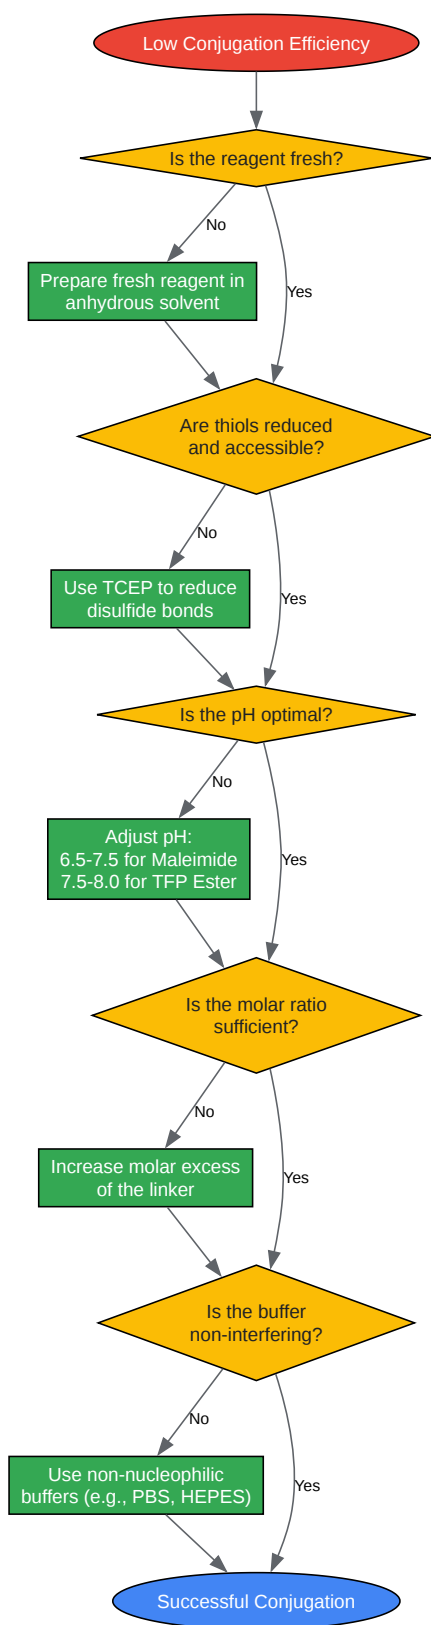 Low Conjugation Efficiency
Is the reagent fresh?
No
Yes
Prepare fresh reagent in
anhydrous solvent
Are thiols reduced
and accessible?
No
Yes
Use TCEP to reduce
disulfide bonds
Is the pH optimal?
No
Yes
Adjust pH:
6.5-7.5 for Maleimide
7.5-8.0 for TFP Ester
Is the molar ratio
sufficient?
No
Yes
Increase molar excess
of the linker
Is the buffer
non-interfering?
No
Yes
Use non-nucleophilic
buffers (e.g., PBS, HEPES)
Successful Conjugation